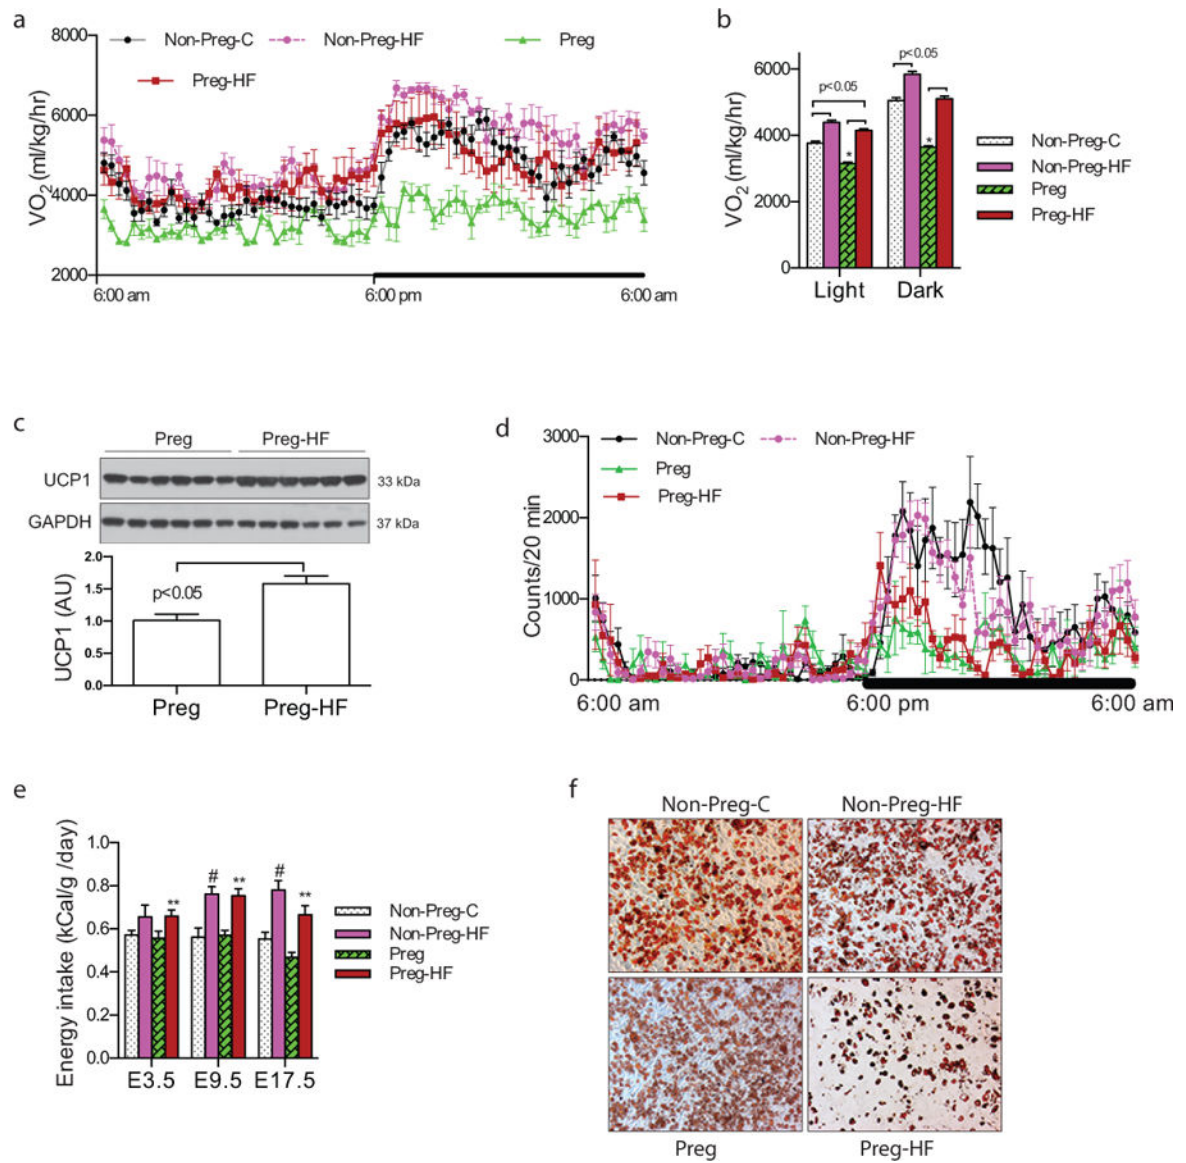 a
8000
6000
4000
2000
VO2 (ml/kg/hr)
Non-Preg-C
Non-Preg-HF
Preg
Preg-HF
6:00 am
6:00 pm
6:00 am
b
6000
4000
2000
0
VO2 (ml/kg/hr)
p<0.05
p<0.05
*
*
Light
Dark
Non-Preg-C
Non-Preg-HF
Preg
Preg-HF
c
Preg
Preg-HF
UCP1
33 kDa
GAPDH
37 kDa
2.0
1.5
1.0
0.5
0.0
UCP1 (AU)
p<0.05
Preg
Preg-HF
d
3000
2000
1000
0
Counts/20 min
Non-Preg-C
Non-Preg-HF
Preg
Preg-HF
6:00 am
6:00 pm
6:00 am
e
1.0
0.8
0.6
0.4
0.2
0.0
Energy intake (kCal/g /day)
**
#
**
#
**
E3.5
E9.5
E17.5
Non-Preg-C
Non-Preg-HF
Preg
Preg-HF
f
Non-Preg-C
Non-Preg-HF
Preg
Preg-HF